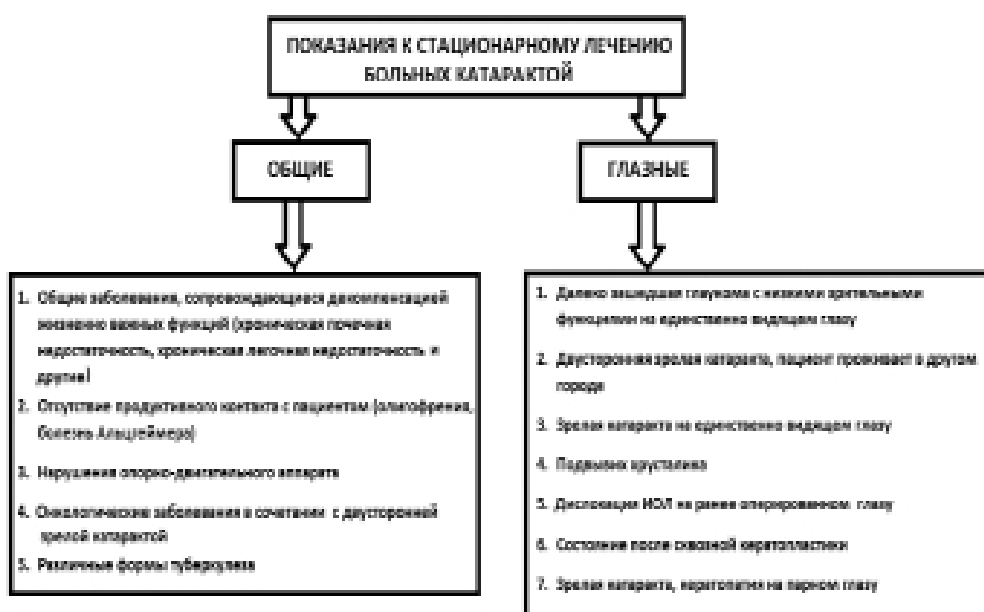 ПОКАЗАНИЯ К СТАЦИОНАРНОМУ ЛЕЧЕНИЮ
БОЛЬНЫХ КАТАРАКТОЙ
ОБЩИЕ
ГЛАЗНЫЕ
1. Общие заболевания, сопровождающиеся декомпенсацией
жизненно важных функций (хроническая почечная
недостаточность, хроническая легочная недостаточность и
другие)
2. Отсутствие продуктивного контакта с пациентом (олигофрения,
болезнь Альцгеймера)
3. Нарушения опорно-двигательного аппарата
4. Онкологические заболевания в сочетании с двусторонней
зрелой катарактой
5. Различные формы туберкулеза
1. Далеко зашедшая глаукома с низкими зрительными
функциями на единственно видящем глазу
2. Двусторонняя зрелая катаракта, пациент проживает в другом
городе
3. Зрелая катаракта на единственно видящем глазу
4. Подвывих хрусталика
5. Дислокация ИОЛ на ранее оперированном глазу
6. Состояние после сквозной кератопластики
7. Зрелая катаракта, кератопатия на парном глазу